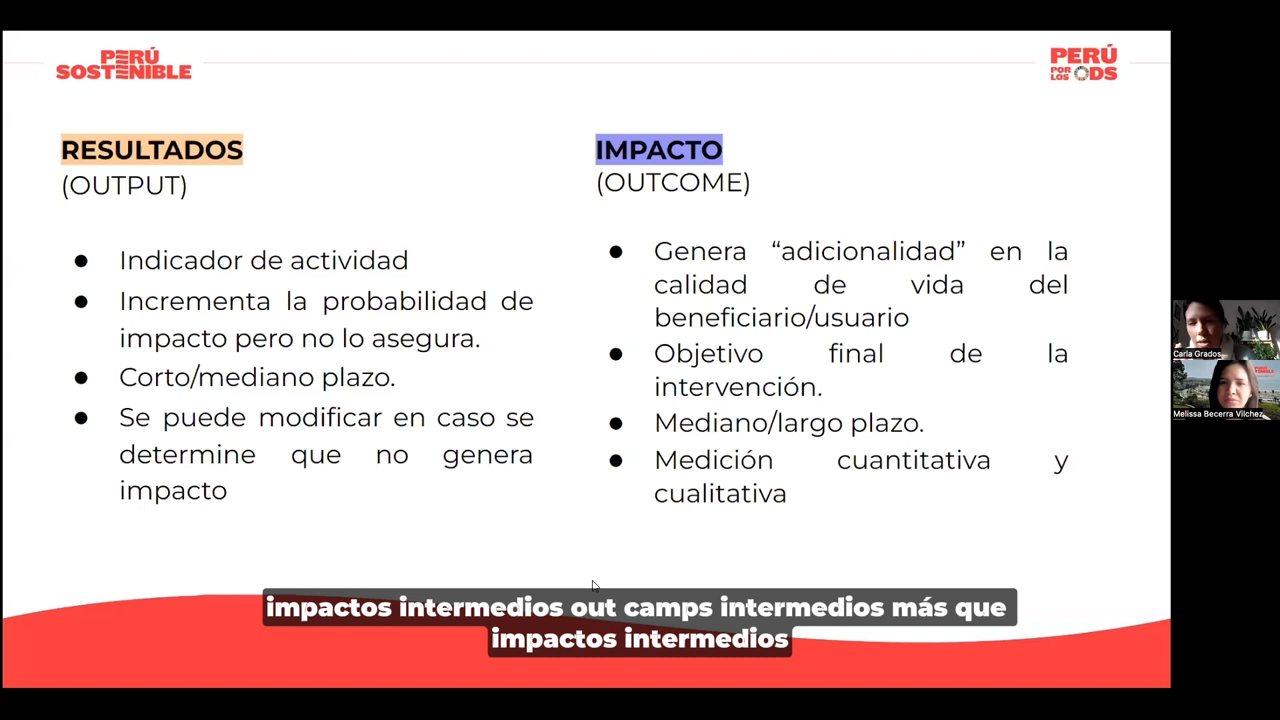 PERÚ
SOSTENIBLE
PERÚ
POR
LOS ODS
RESULTADOS
(OUTPUT)
● Indicador de actividad
● Incrementa la probabilidad de
impacto pero no lo asegura.
● Corto/mediano plazo.
● Se puede modificar en caso se
determine que no genera
impacto
IMPACTO
(OUTCOME)
● Genera “adicionalidad” en la
calidad de vida del
beneficiario/usuario
● Objetivo final de la
intervención.
● Mediano/largo plazo.
● Medición cuantitativa y
cualitativa
Carla Grados
Melissa Becerra Vilchez
impactos intermedios out camps intermedios más que
impactos intermedios